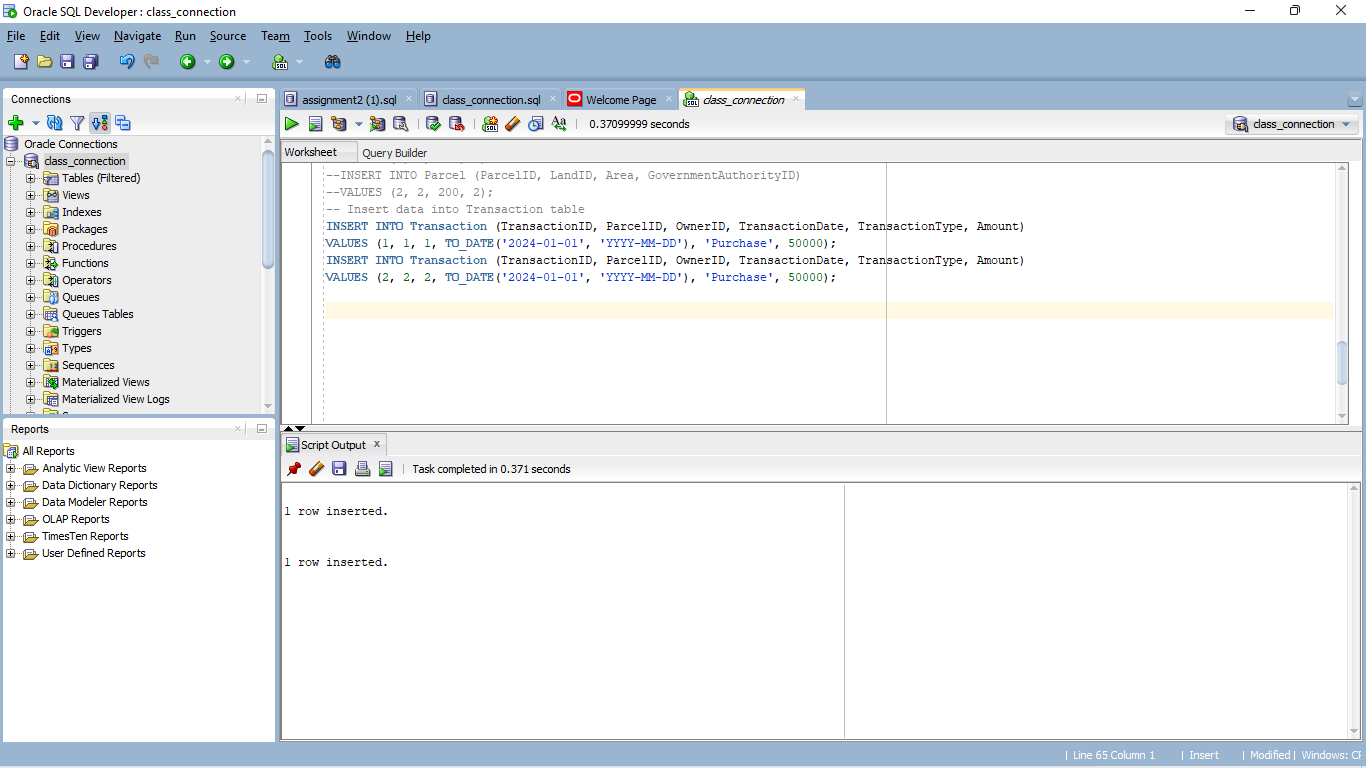 Oracle SQL Developer : class_connection
File Edit View Navigate Run Source Team Tools Window Help
Connections
Oracle Connections
class_connection
Tables (Filtered)
Views
Indexes
Packages
Procedures
Functions
Operators
Queues
Queues Tables
Triggers
Types
Sequences
Materialized Views
Materialized View Logs
Reports
All Reports
Analytic View Reports
Data Dictionary Reports
Data Modeler Reports
OLAP Reports
TimesTen Reports
User Defined Reports
assignment2 (1).sql class_connection.sql Welcome Page class_connection
0.37099999 seconds
class_connection
Worksheet Query Builder
--INSERT INTO Parcel (ParcelID, LandID, Area, GovernmentAuthorityID)
--VALUES (2, 2, 200, 2);
-- Insert data into Transaction table
INSERT INTO Transaction (TransactionID, ParcelID, OwnerID, TransactionDate, TransactionType, Amount)
VALUES (1, 1, 1, TO_DATE('2024-01-01', 'YYYY-MM-DD'), 'Purchase', 50000);
INSERT INTO Transaction (TransactionID, ParcelID, OwnerID, TransactionDate, TransactionType, Amount)
VALUES (2, 2, 2, TO_DATE('2024-01-01', 'YYYY-MM-DD'), 'Purchase', 50000);
Script Output
Task completed in 0.371 seconds
1 row inserted.
1 row inserted.
Line 65 Column 1 Insert Modified Windows: